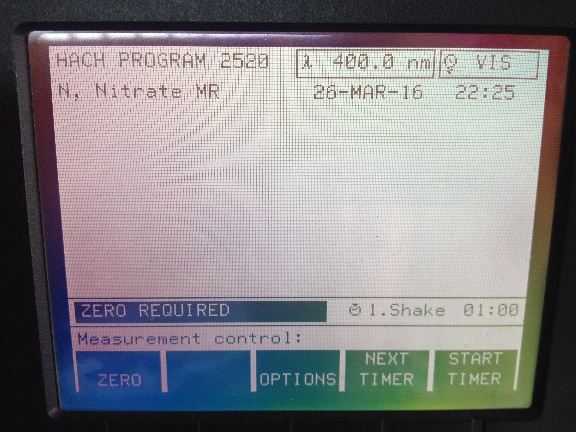 HACH PROGRAM 2520 λ 400.0 nm VIS
N, Nitrate MR 26-MAR-16 22:25
ZERO REQUIRED 1.Shake 01:00
Measurement control:
ZERO OPTIONS NEXT TIMER START TIMER